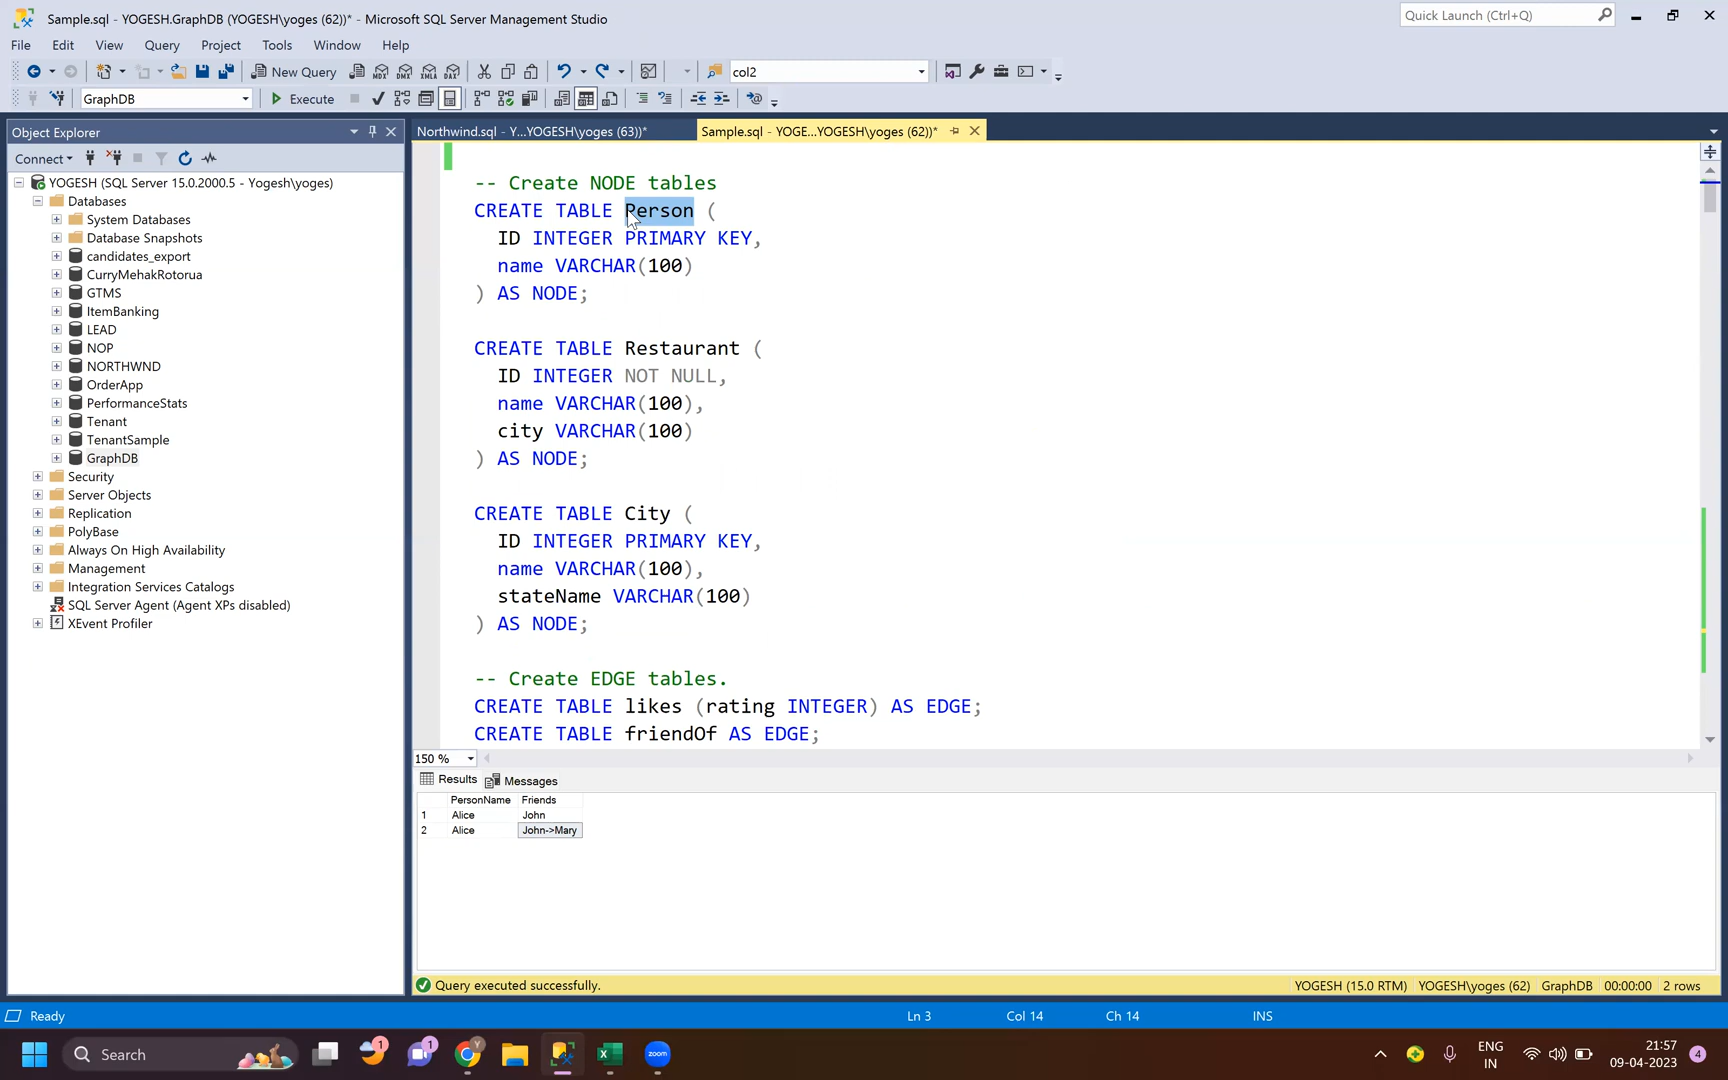 Sample.sql - YOGESH.GraphDB (YOGESH\yoges (62))* - Microsoft SQL Server Management Studio
Quick Launch (Ctrl+Q)
File Edit View Query Project Tools Window Help
New Query
MDX DMX XMLA DAX
col2
GraphDB
Execute
Object Explorer
Northwind.sql - Y...YOGESH\yoges (63))*
Sample.sql - YOGE...YOGESH\yoges (62))*
Connect
YOGESH (SQL Server 15.0.2000.5 - Yogesh\yoges)
Databases
System Databases
Database Snapshots
candidates_export
CurryMehakRotorua
GTMS
ItemBanking
LEAD
NOP
NORTHWND
OrderApp
PerformanceStats
Tenant
TenantSample
GraphDB
Security
Server Objects
Replication
PolyBase
Always On High Availability
Management
Integration Services Catalogs
SQL Server Agent (Agent XPs disabled)
XEvent Profiler
-- Create NODE tables
CREATE TABLE Person (
ID INTEGER PRIMARY KEY,
name VARCHAR(100)
) AS NODE;
CREATE TABLE Restaurant (
ID INTEGER NOT NULL,
name VARCHAR(100),
city VARCHAR(100)
) AS NODE;
CREATE TABLE City (
ID INTEGER PRIMARY KEY,
name VARCHAR(100),
stateName VARCHAR(100)
) AS NODE;
-- Create EDGE tables.
CREATE TABLE likes (rating INTEGER) AS EDGE;
CREATE TABLE friendOf AS EDGE;
150 %
Results Messages
PersonName Friends
1 Alice John
2 Alice John->Mary
Query executed successfully.
YOGESH (15.0 RTM) YOGESH\yoges (62) GraphDB 00:00:00 2 rows
Ready
Ln 3 Col 14 Ch 14 INS
Search
1
1
Y
zoom
ENG
IN
21:57
09-04-2023
4